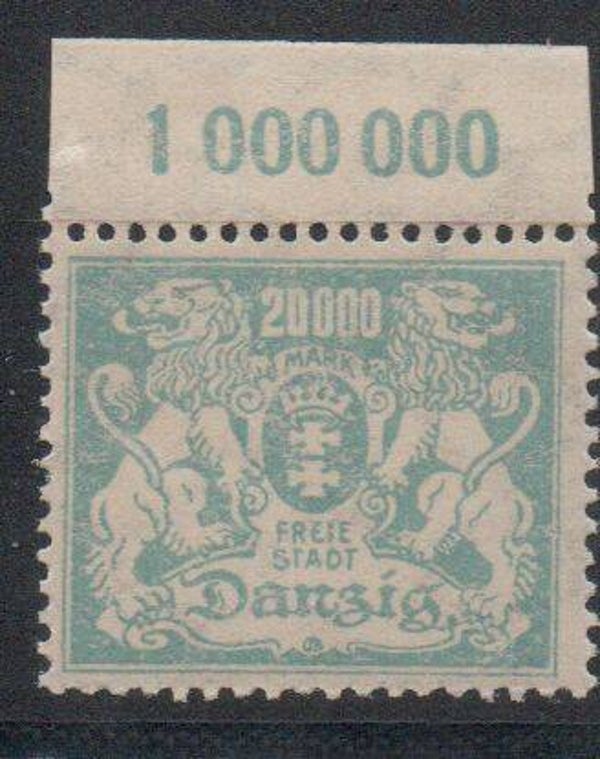 1 000 000
20000
MARK
FREIE
STADT
Danzig